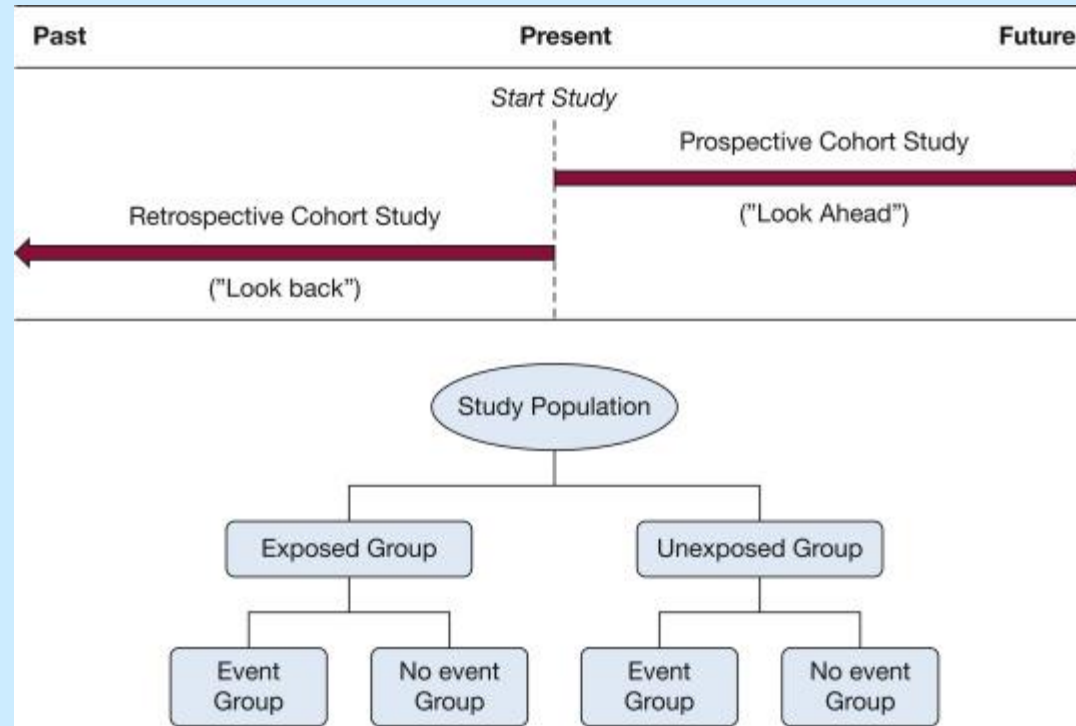 Past Present Future
Start Study
Prospective Cohort Study
("Look Ahead")
Retrospective Cohort Study
("Look back")
Study Population
Exposed Group Unexposed Group
Event Group No event Group Event Group No event Group